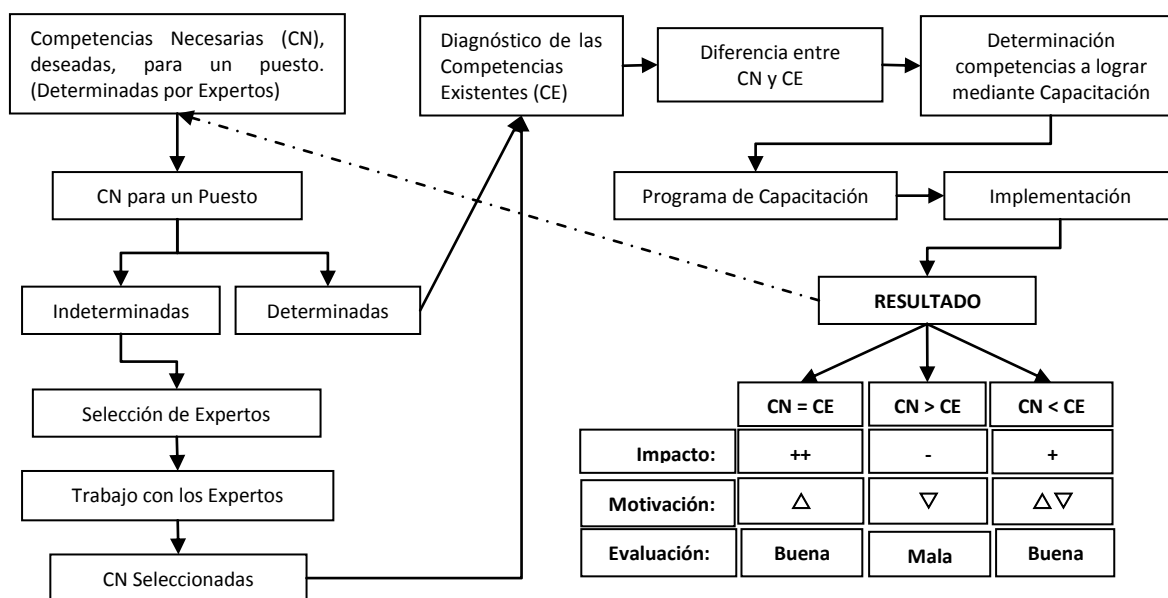 Competencias Necesarias (CN),
deseadas, para un puesto.
(Determinadas por Expertos)
CN para un Puesto
Indeterminadas
Determinadas
Selección de Expertos
Trabajo con los Expertos
CN Seleccionadas
Diagnóstico de las
Competencias
Existentes (CE)
Diferencia entre
CN y CE
Determinación
competencias a lograr
mediante Capacitación
Programa de Capacitación
Implementación
RESULTADO
CN = CE CN > CE CN < CE
Impacto: ++ - +
Motivación: △ ▽ △▽
Evaluación: Buena Mala Buena